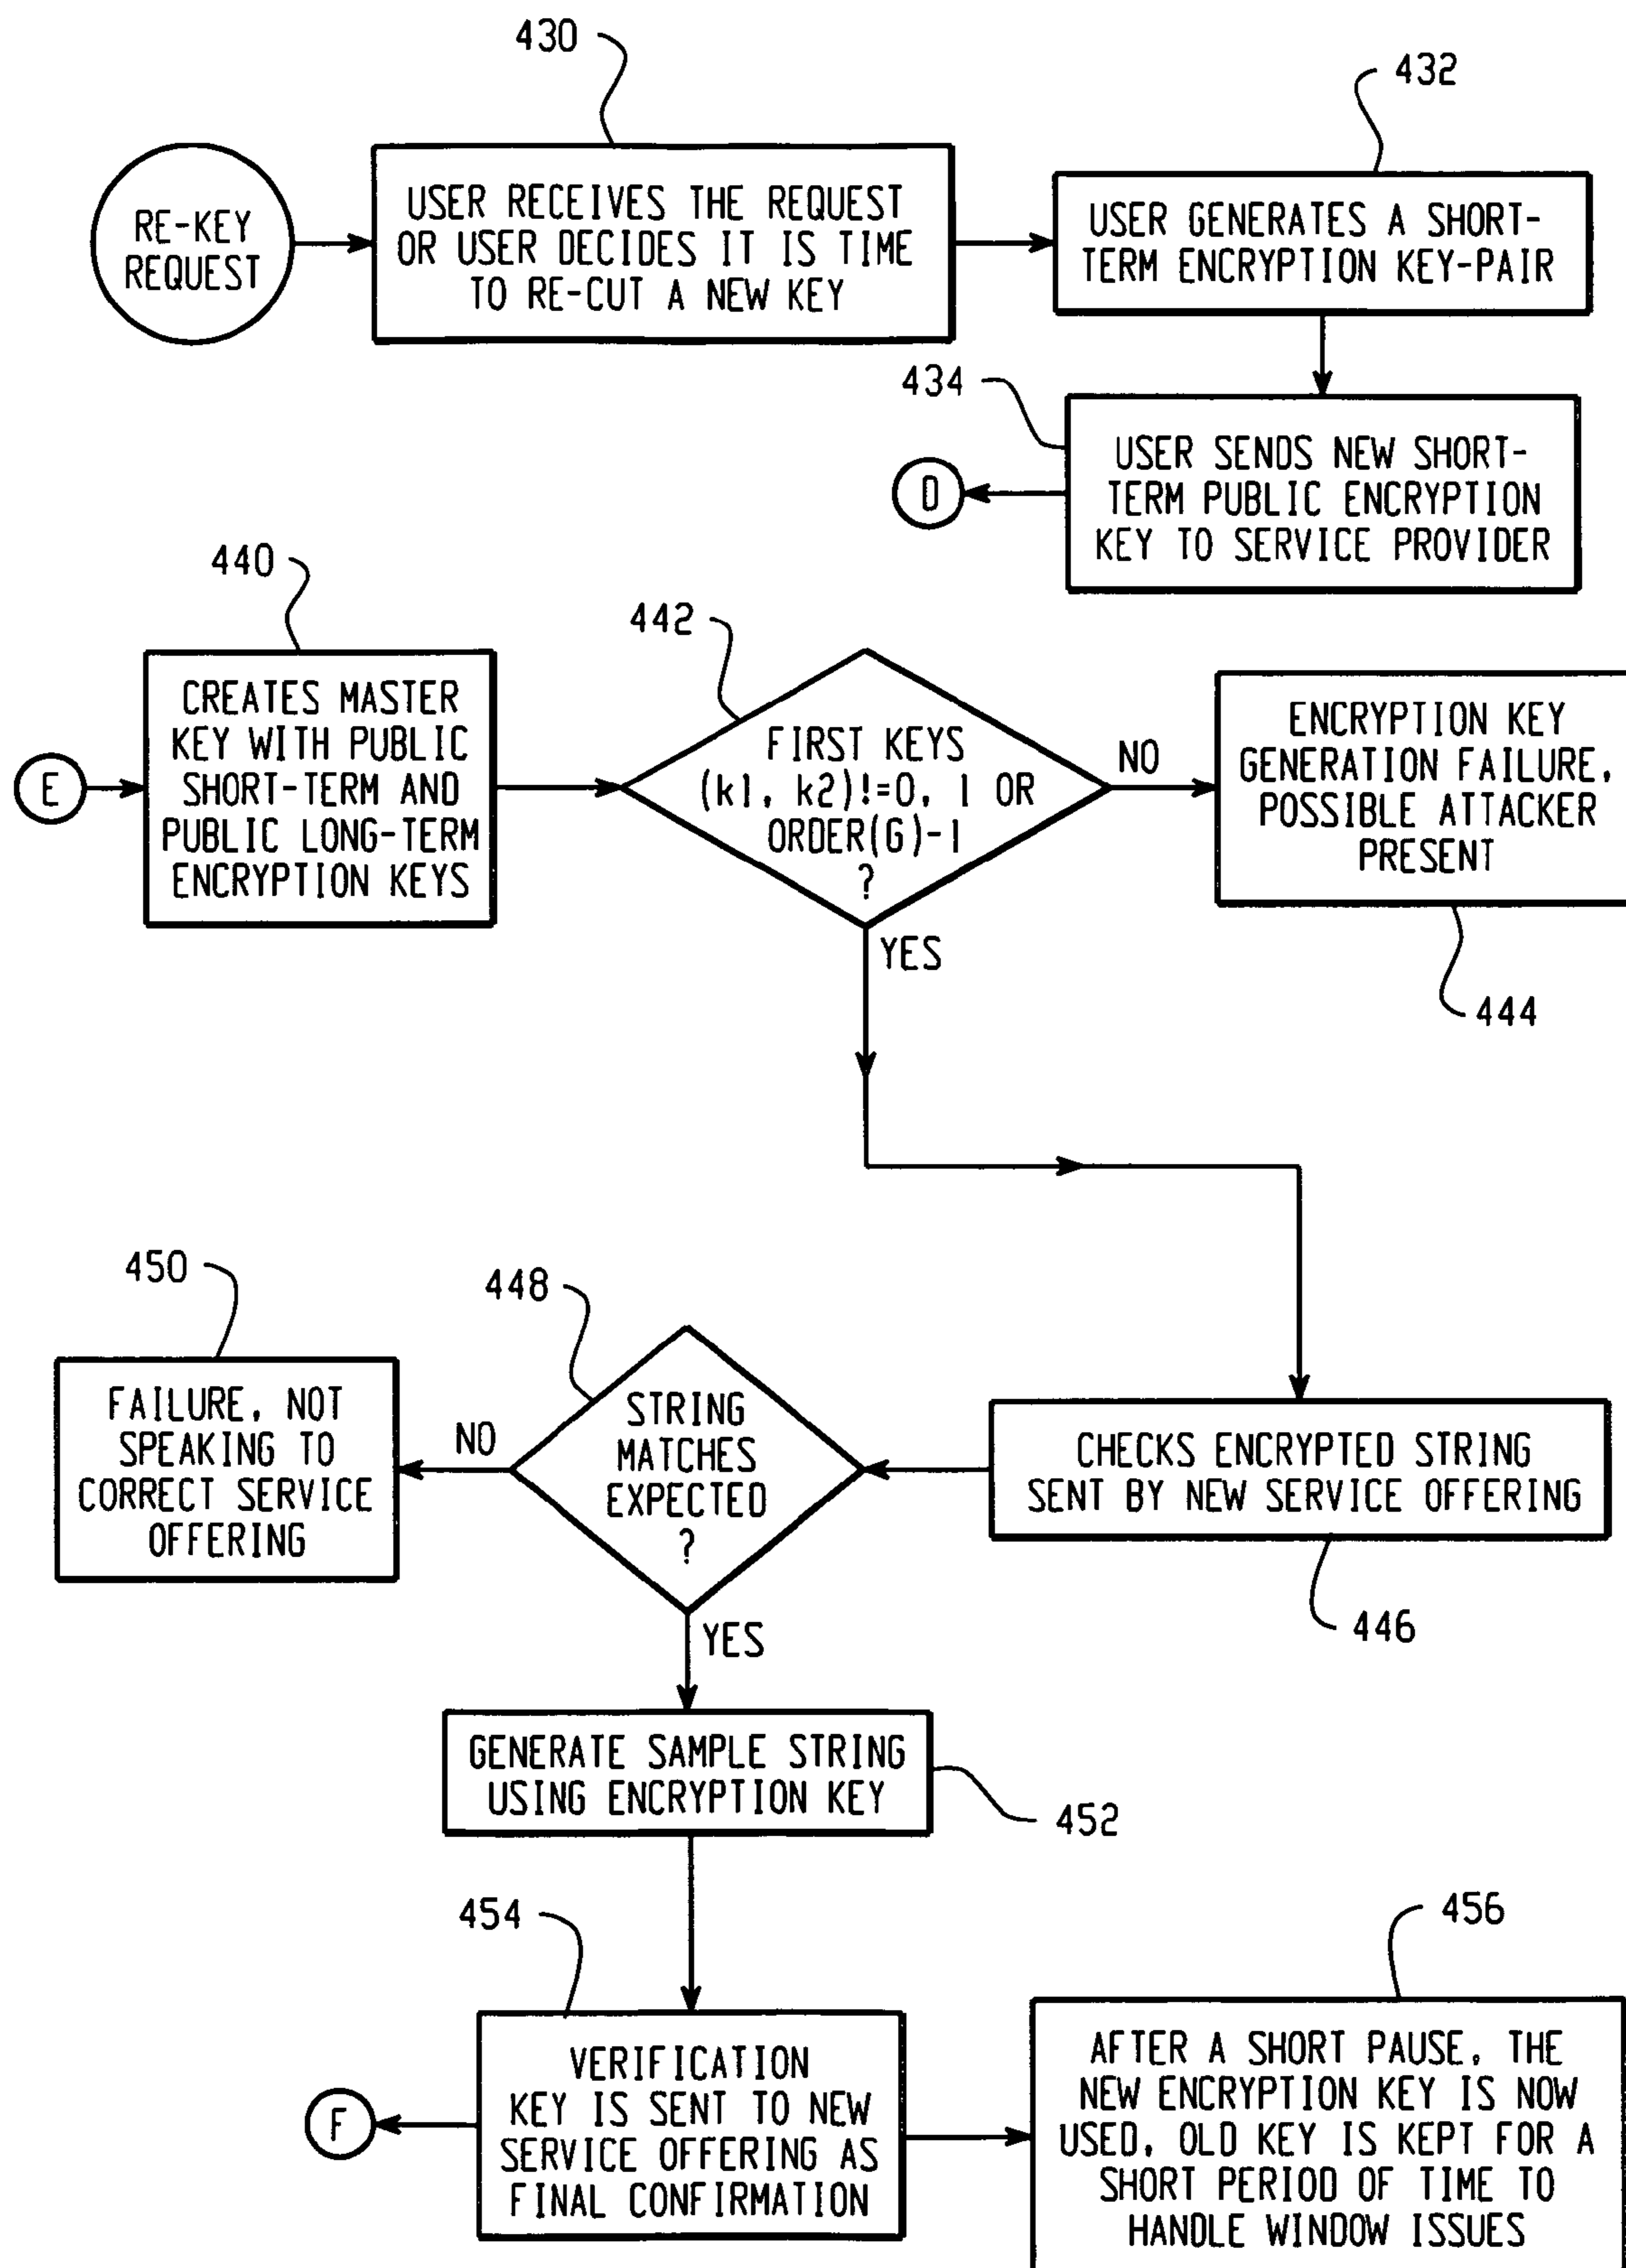 430
432
RE-KEY
REQUEST
USER RECEIVES THE REQUEST
OR USER DECIDES IT IS TIME
TO RE-CUT A NEW KEY
USER GENERATES A SHORT-
TERM ENCRYPTION KEY-PAIR
434
D
USER SENDS NEW SHORT-
TERM PUBLIC ENCRYPTION
KEY TO SERVICE PROVIDER
440
442
E
CREATES MASTER
KEY WITH PUBLIC
SHORT-TERM AND
PUBLIC LONG-TERM
ENCRYPTION KEYS
FIRST KEYS
(k1, k2)!=0, 1 OR
ORDER(G)-1
?
NO
ENCRYPTION KEY
GENERATION FAILURE,
POSSIBLE ATTACKER
PRESENT
YES
444
450
448
FAILURE, NOT
SPEAKING TO
CORRECT SERVICE
OFFERING
NO
STRING
MATCHES
EXPECTED
?
CHECKS ENCRYPTED STRING
SENT BY NEW SERVICE OFFERING
446
YES
GENERATE SAMPLE STRING
USING ENCRYPTION KEY
452
454
456
F
VERIFICATION
KEY IS SENT TO NEW
SERVICE OFFERING AS
FINAL CONFIRMATION
AFTER A SHORT PAUSE, THE
NEW ENCRYPTION KEY IS NOW
USED, OLD KEY IS KEPT FOR A
SHORT PERIOD OF TIME TO
HANDLE WINDOW ISSUES